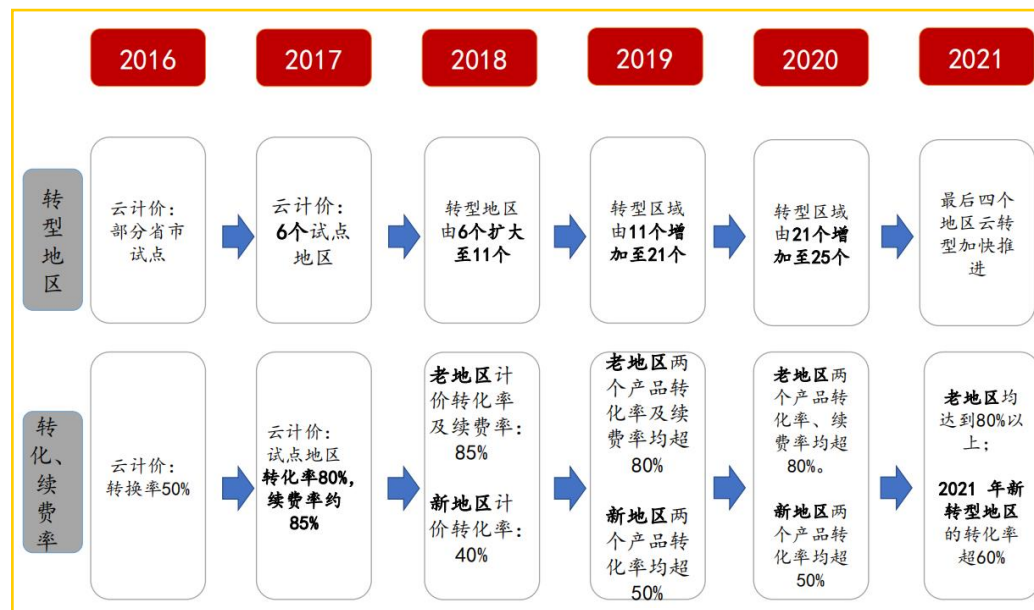 2016
2017
2018
2019
2020
2021
转型地区
云计价：
部分省市
试点
云计价：
6个试点
地区
转型地区
由6个扩大
至11个
转型区域
由11个增
加至21个
转型区域
由21个增
加至25个
最后四个
地区云转
型加快推
进
转化、续费率
云计价：
转换率50%
云计价：
试点地区
转化率80%，
续费率约
85%
老地区计
价转化率
及续费率：
85%
新地区计
价转化率：
40%
老地区两
个产品转
化率及续
费率均超
80%
新地区两
个产品转
化率均超
50%
老地区两
个产品转
化率、续
费率均超
80%。
新地区两
个产品转
化率均超
50%
老地区均
达到80%以
上；
2021 年新
转型地区
的转化率
超60%